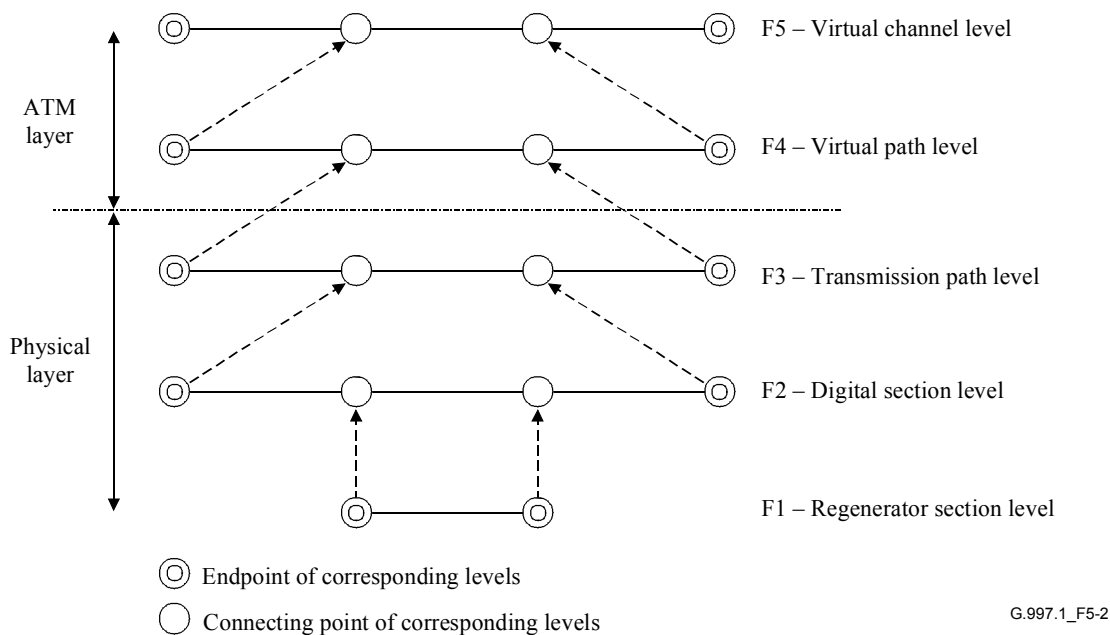 F5 – Virtual channel level
ATM
layer
F4 – Virtual path level
F3 – Transmission path level
Physical
layer
F2 – Digital section level
F1 – Regenerator section level
Endpoint of corresponding levels
Connecting point of corresponding levels
G.997.1_F5-2